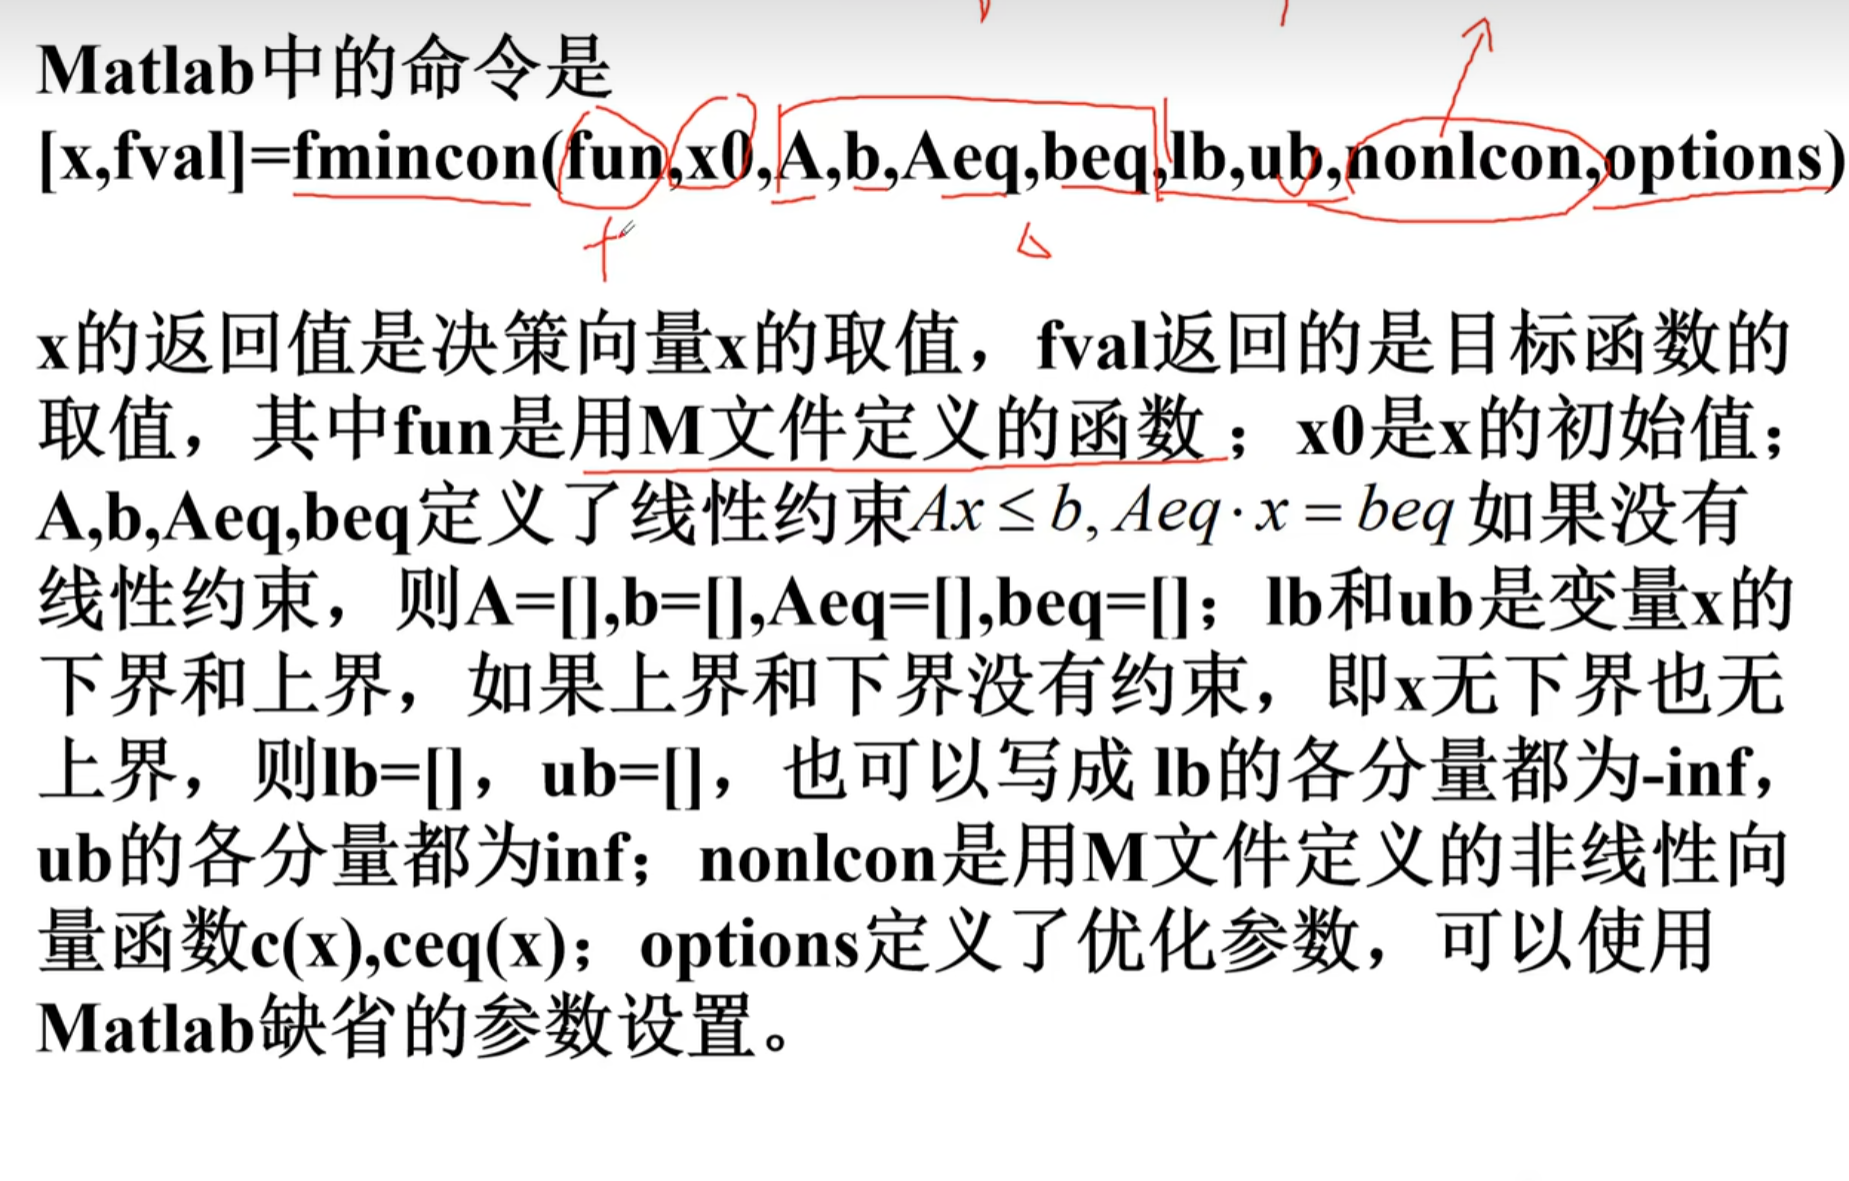 Matlab中的命令是
[x,fval]=fmincon(fun,x0,A,b,Aeq,beq,lb,ub,nonlcon,options)
x的返回值是决策向量x的取值，fval返回的是目标函数的
取值，其中fun是用M文件定义的函数；x0是x的初始值；
A,b,Aeq,beq定义了线性约束Ax ≤ b, Aeq · x = beq 如果没有
线性约束，则A=[],b=[],Aeq=[],beq=[]；lb和ub是变量x的
下界和上界，如果上界和下界没有约束，即x无下界也无
上界，则lb=[]，ub=[]，也可以写成 lb的各分量都为-inf，
ub的各分量都为inf；nonlcon是用M文件定义的非线性向
量函数c(x),ceq(x)；options定义了优化参数，可以使用
Matlab缺省的参数设置。